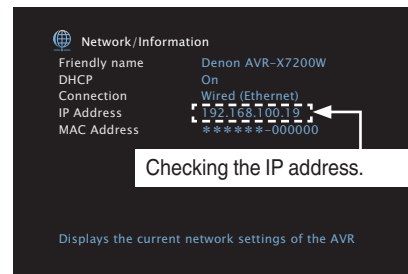 Network/Information
Friendly name Denon AVR-X7200W
DHCP On
Connection Wired (Ethernet)
IP Address 192.168.100.19
MAC Address ******-000000
Checking the IP address.
Displays the current network settings of the AVR